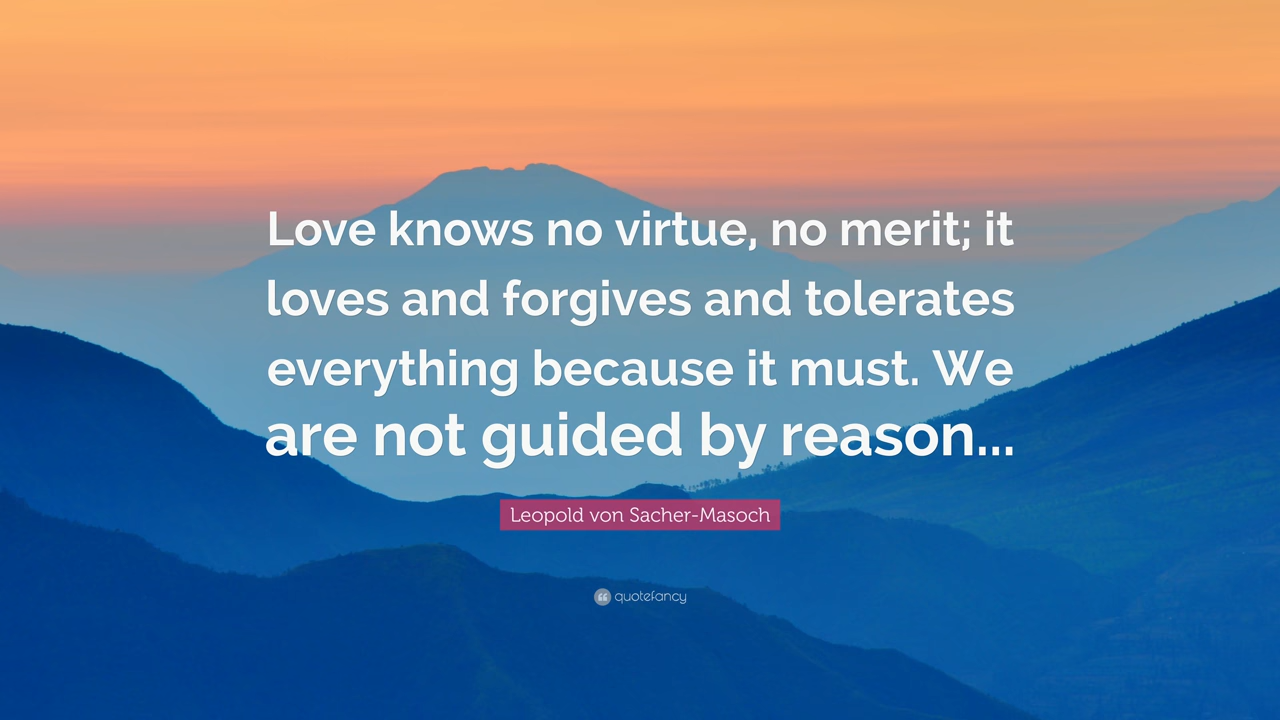 Love knows no virtue, no merit; it
loves and forgives and tolerates
everything because it must. We
are not guided by reason...
Leopold von Sacher-Masoch
quotefancy